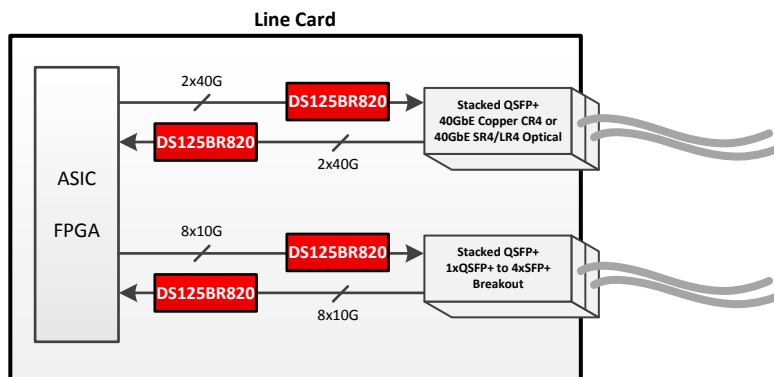 Line Card
2x40G
DS125BR820
Stacked QSFP+
40GbE Copper CR4 or
40GbE SR4/LR4 Optical
DS125BR820
2x40G
ASIC
FPGA
8x10G
DS125BR820
Stacked QSFP+
1xQSFP+ to 4xSFP+
Breakout
DS125BR820
8x10G